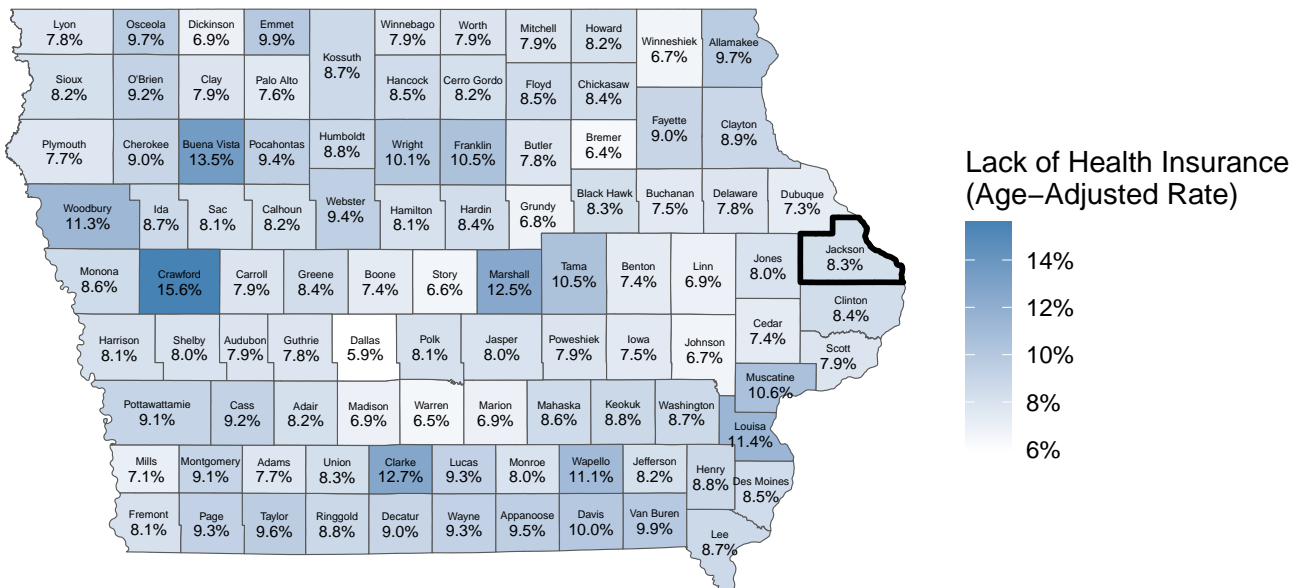 Lyon
7.8%
Osceola
9.7%
Dickinson
6.9%
Emmet
9.9%
Kossuth
8.7%
Winnebago
7.9%
Worth
7.9%
Mitchell
7.9%
Howard
8.2%
Winneshiek
6.7%
Allamakee
9.7%
Sioux
8.2%
O'Brien
9.2%
Clay
7.9%
Palo Alto
7.6%
Hancock
8.5%
Cerro Gordo
8.2%
Floyd
8.5%
Chickasaw
8.4%
Fayette
9.0%
Clayton
8.9%
Plymouth
7.7%
Cherokee
9.0%
Buena Vista
13.5%
Pocahontas
9.4%
Humboldt
8.8%
Wright
10.1%
Franklin
10.5%
Butler
7.8%
Bremer
6.4%
Woodbury
11.3%
Ida
8.7%
Sac
8.1%
Calhoun
8.2%
Webster
9.4%
Hamilton
8.1%
Hardin
8.4%
Grundy
6.8%
Black Hawk
8.3%
Buchanan
7.5%
Delaware
7.8%
Dubuque
7.3%
Monona
8.6%
Crawford
15.6%
Carroll
7.9%
Greene
8.4%
Boone
7.4%
Story
6.6%
Marshall
12.5%
Tama
10.5%
Benton
7.4%
Linn
6.9%
Jones
8.0%
Jackson
8.3%
Clinton
8.4%
Harrison
8.1%
Shelby
8.0%
Audubon
7.9%
Guthrie
7.8%
Dallas
5.9%
Polk
8.1%
Jasper
8.0%
Poweshiek
7.9%
Iowa
7.5%
Johnson
6.7%
Cedar
7.4%
Scott
7.9%
Muscatine
10.6%
Pottawattamie
9.1%
Cass
9.2%
Adair
8.2%
Madison
6.9%
Warren
6.5%
Marion
6.9%
Mahaska
8.6%
Keokuk
8.8%
Washington
8.7%
Louisa
11.4%
Mills
7.1%
Montgomery
9.1%
Adams
7.7%
Union
8.3%
Clarke
12.7%
Lucas
9.3%
Monroe
8.0%
Wapello
11.1%
Jefferson
8.2%
Henry
8.8%
Des Moines
8.5%
Fremont
8.1%
Page
9.3%
Taylor
9.6%
Ringgold
8.8%
Decatur
9.0%
Wayne
9.3%
Appanoose
9.5%
Davis
10.0%
Van Buren
9.9%
Lee
8.7%
Lack of Health Insurance
(Age−Adjusted Rate)
14%
12%
10%
8%
6%